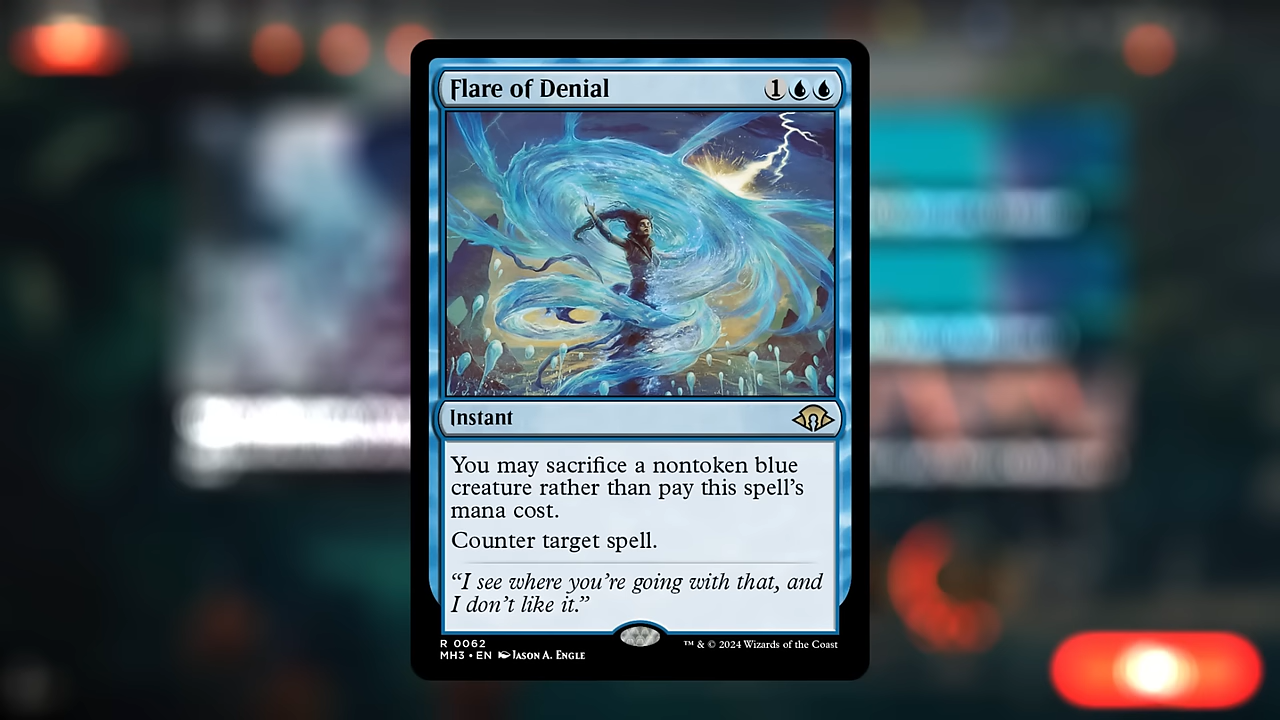 Flare of Denial 1
Instant
You may sacrifice a nontoken blue
creature rather than pay this spell's
mana cost.
Counter target spell.
“I see where you're going with that, and
I don't like it.”
R 0062
MH3 • EN Jason A. Engle
™ & © 2024 Wizards of the Coast